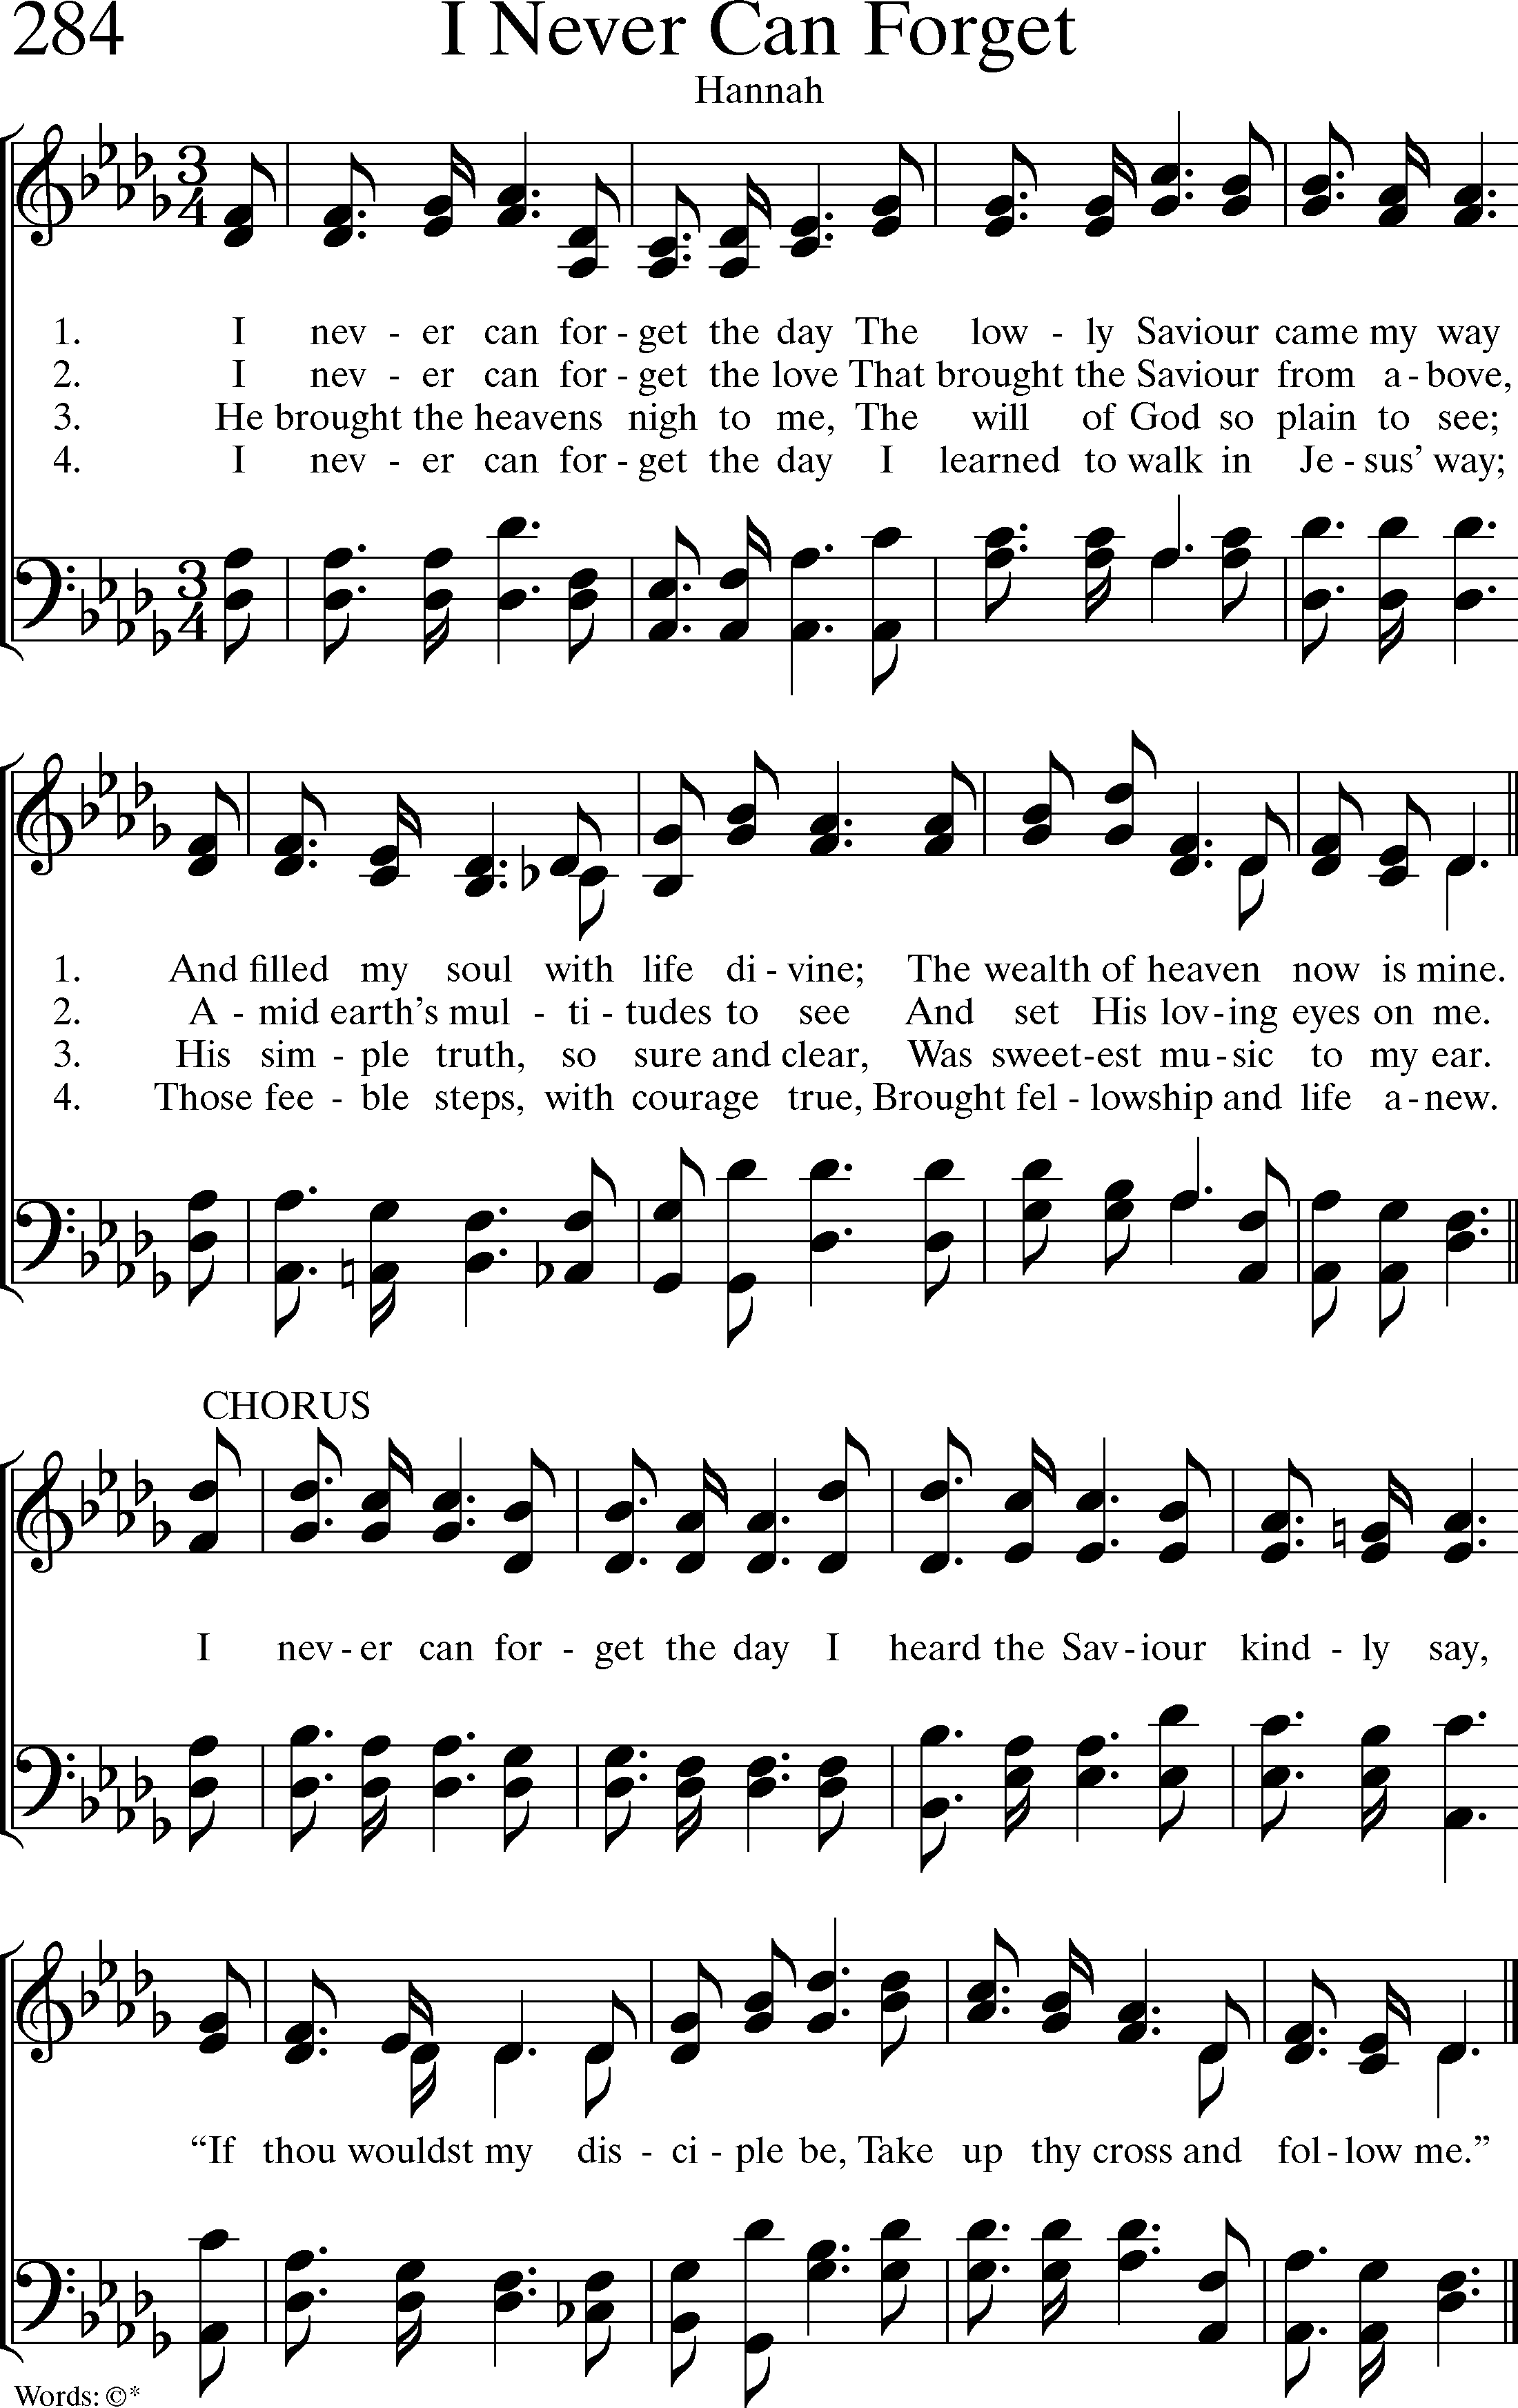 284
I Never Can Forget
Hannah
3
4
1. I nev - er can for - get the day The low - ly Saviour came my way
2. I nev - er can for - get the love That brought the Saviour from a - bove,
3. He brought the heavens nigh to me, The will of God so plain to see;
4. I nev - er can for - get the day I learned to walk in Je - sus’ way;
3
4
1. And filled my soul with life di - vine; The wealth of heaven now is mine.
2. A - mid earth’s mul - ti - tudes to see And set His lov - ing eyes on me.
3. His sim - ple truth, so sure and clear, Was sweet - est mu - sic to my ear.
4. Those fee - ble steps, with courage true, Brought fel - lowship and life a - new.
CHORUS
I nev - er can for - get the day I heard the Sav - iour kind - ly say,
“If thou wouldst my dis - ci - ple be, Take up thy cross and fol - low me.”
Words: ©*